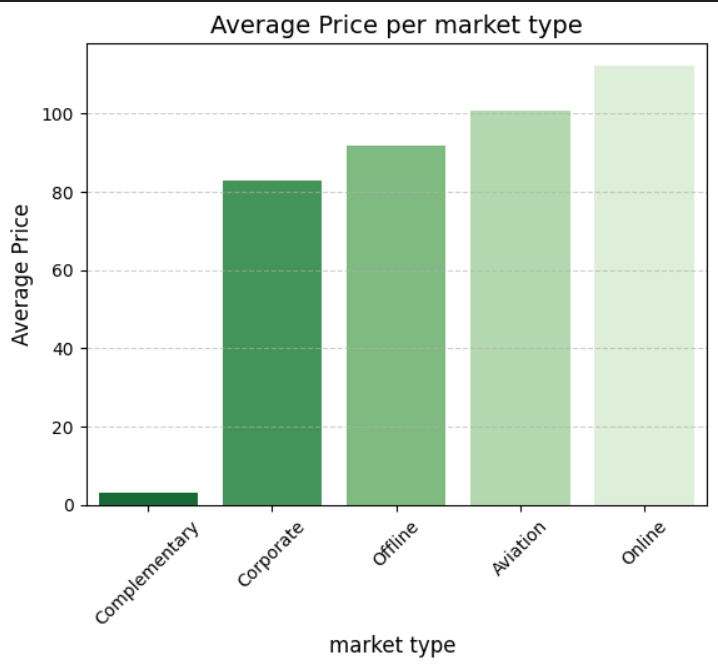 Average Price per market type
Average Price
100
80
60
40
20
0
Complementary
Corporate
Offline
Aviation
Online
market type